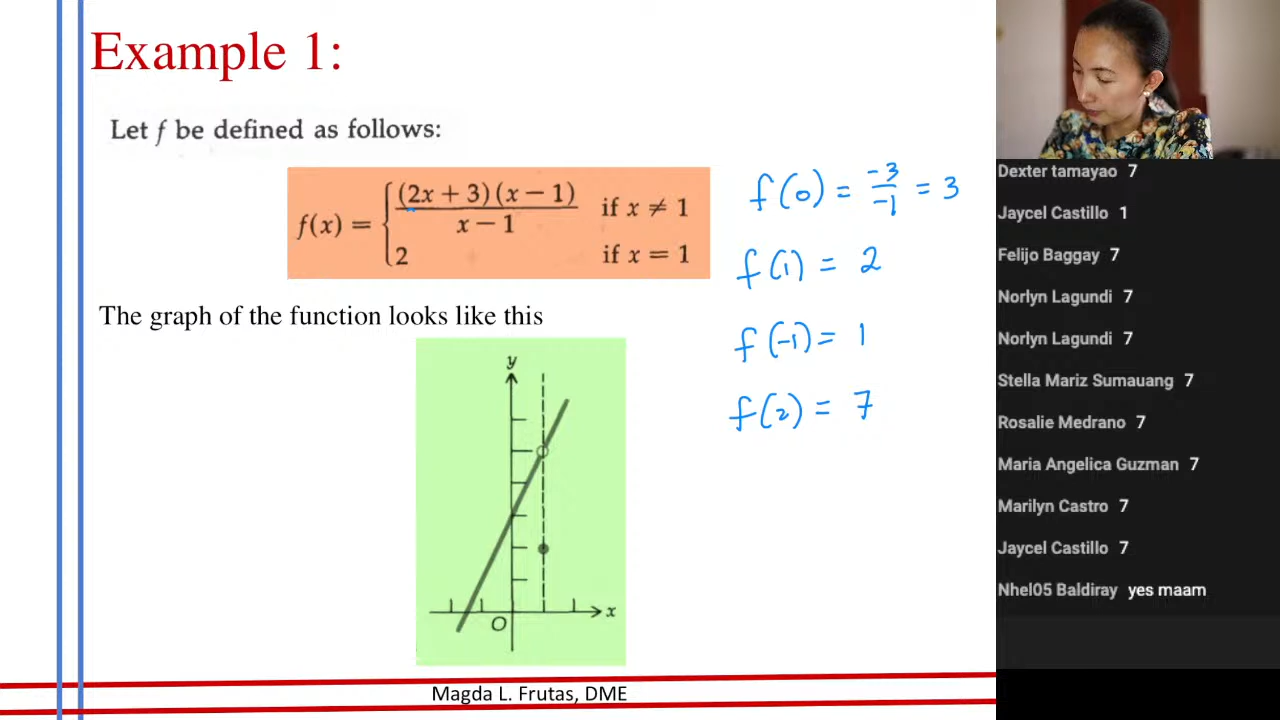 Example 1:
Let f be defined as follows:
f(x) = { (2x + 3)(x − 1) / x − 1 if x ≠ 1
2 if x = 1
The graph of the function looks like this
y
x
O
f(0) = -3/-1 = 3
f(1) = 2
f(-1) = 1
f(2) = 7
Magda L. Frutas, DME
Dexter tamayao 7
Jaycel Castillo 1
Felijo Baggay 7
Norlyn Lagundi 7
Norlyn Lagundi 7
Stella Mariz Sumauang 7
Rosalie Medrano 7
Maria Angelica Guzman 7
Marilyn Castro 7
Jaycel Castillo 7
Nhel05 Baldiray yes maam